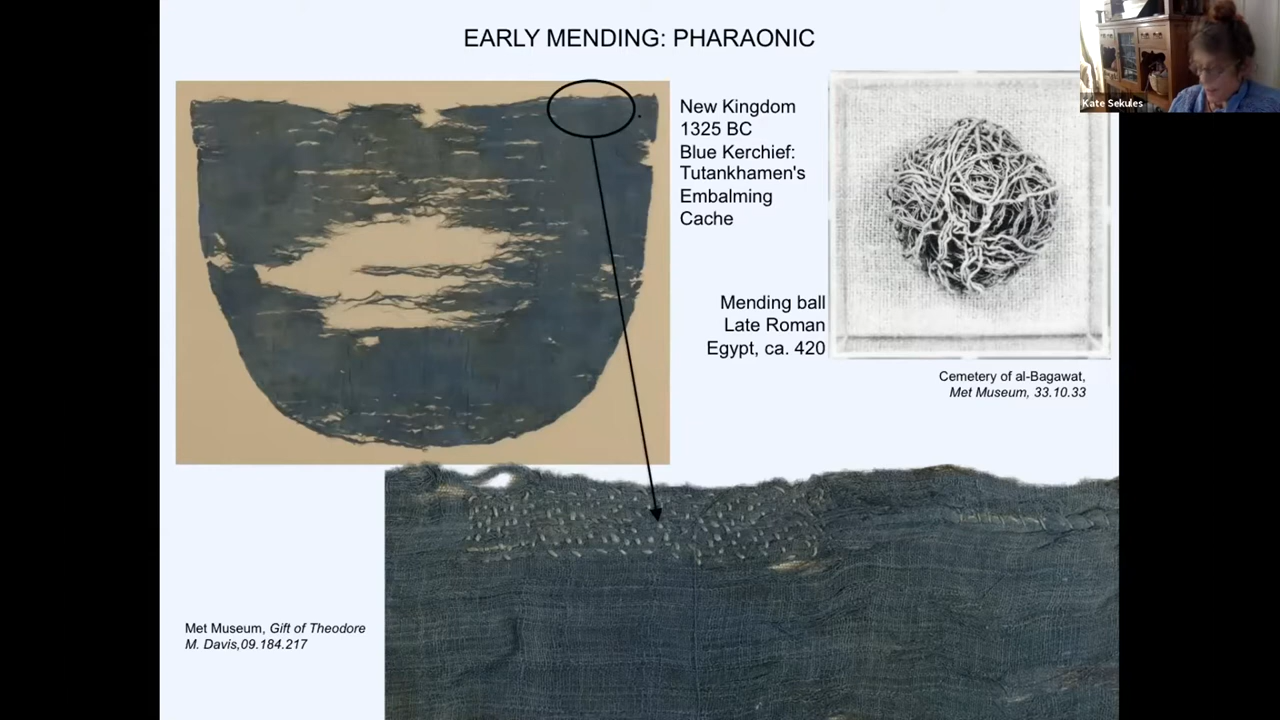 EARLY MENDING: PHARAONIC
Kate Sekules
New Kingdom
1325 BC
Blue Kerchief:
Tutankhamen's
Embalming
Cache
Mending ball
Late Roman
Egypt, ca. 420
Cemetery of al-Bagawat,
Met Museum, 33.10.33
Met Museum, Gift of Theodore
M. Davis,09.184.217